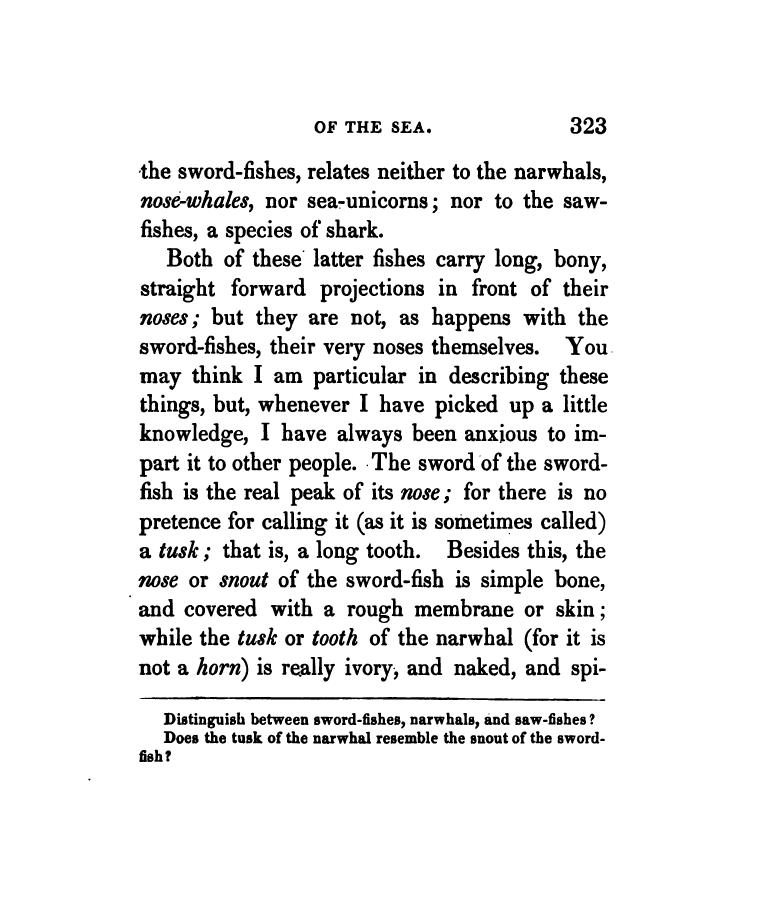 OF THE SEA. 323
the sword-fishes, relates neither to the narwhals,
nose-whales, nor sea-unicorns; nor to the saw-
fishes, a species of shark.
Both of these latter fishes carry long, bony,
straight forward projections in front of their
noses; but they are not, as happens with the
sword-fishes, their very noses themselves. You
may think I am particular in describing these
things, but, whenever I have picked up a little
knowledge, I have always been anxious to im-
part it to other people. The sword of the sword-
fish is the real peak of its nose; for there is no
pretence for calling it (as it is sometimes called)
a tusk; that is, a long tooth. Besides this, the
nose or snout of the sword-fish is simple bone,
and covered with a rough membrane or skin;
while the tusk or tooth of the narwhal (for it is
not a horn) is really ivory, and naked, and spi-
Distinguish between sword-fishes, narwhals, and saw-fishes?
Does the tusk of the narwhal resemble the snout of the sword-
fish?